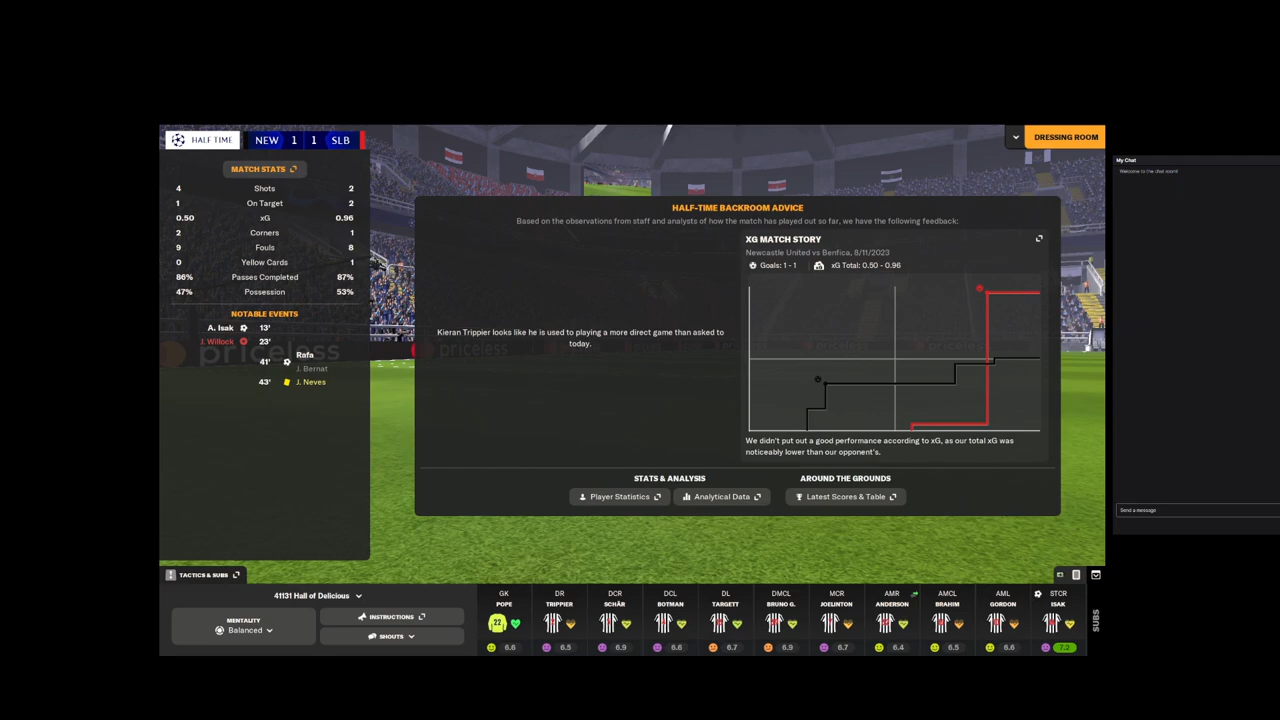 HALF TIME NEW 1 1 SLB
DRESSING ROOM
MATCH STATS
4 Shots 2
1 On Target 2
0.50 xG 0.96
2 Corners 1
9 Fouls 8
0 Yellow Cards 1
86% Passes Completed 87%
47% Possession 53%
NOTABLE EVENTS
A. Isak 13'
J. Willock 23'
41' Rafa
J. Bernat
43' J. Neves
priceless
priceless
HALF-TIME BACKROOM ADVICE
Based on the observations from staff and analysts of how the match has played out so far, we have the following feedback:
Kieran Trippier looks like he is used to playing a more direct game than asked to
today.
XG MATCH STORY
Newcastle United vs Benfica, 8/11/2023
Goals: 1 - 1 xG Total: 0.50 - 0.96
We didn't put out a good performance according to xG, as our total xG was
noticeably lower than our opponent's.
STATS & ANALYSIS
Player Statistics
Analytical Data
AROUND THE GROUNDS
Latest Scores & Table
My Chat
Welcome to the chat room!
Send a message
TACTICS & SUBS
41131 Hall of Delicious
MENTALITY
Balanced
INSTRUCTIONS
SHOUTS
GK DR DCR DCL DL DMCL MCR AMR AMCL AML STCR
POPE TRIPPIER SCHÄR BOTMAN TARGETT BRUNO G. JOELINTON ANDERSON BRAHIM GORDON ISAK
22
6.6 6.5 6.9 6.6 6.7 6.9 6.7 6.4 6.5 6.6 7.2
SUBS